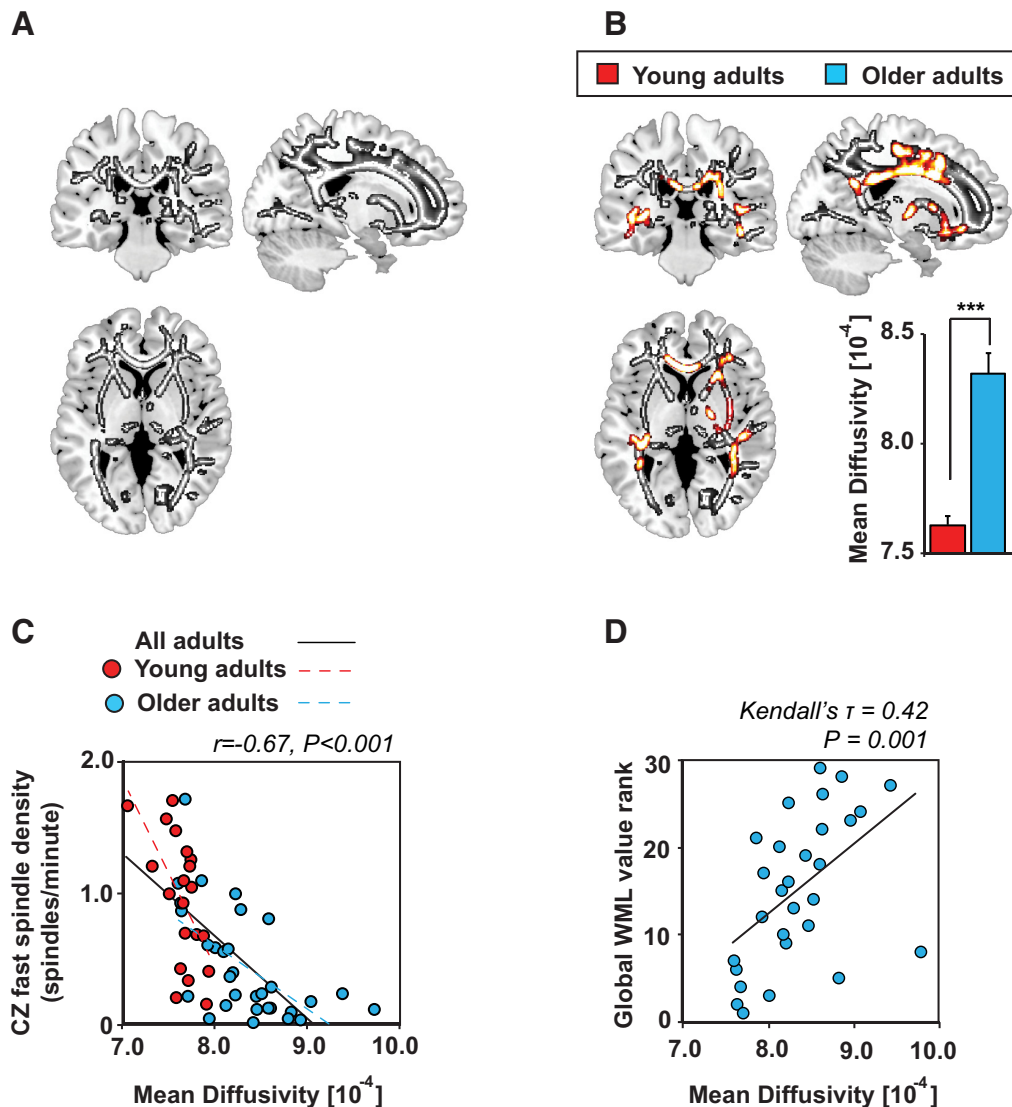 A
B
Young adults
Older adults
Mean Diffusivity [10-4]
8.5
8.0
7.5
***
C
All adults
Young adults
Older adults
r=-0.67, P<0.001
CZ fast spindle density
(spindles/minute)
2.0
1.0
0
7.0 8.0 9.0 10.0
Mean Diffusivity [10-4]
D
Kendall's τ = 0.42
P = 0.001
Global WML value rank
30
20
10
0
7.0 8.0 9.0 10.0
Mean Diffusivity [10-4]